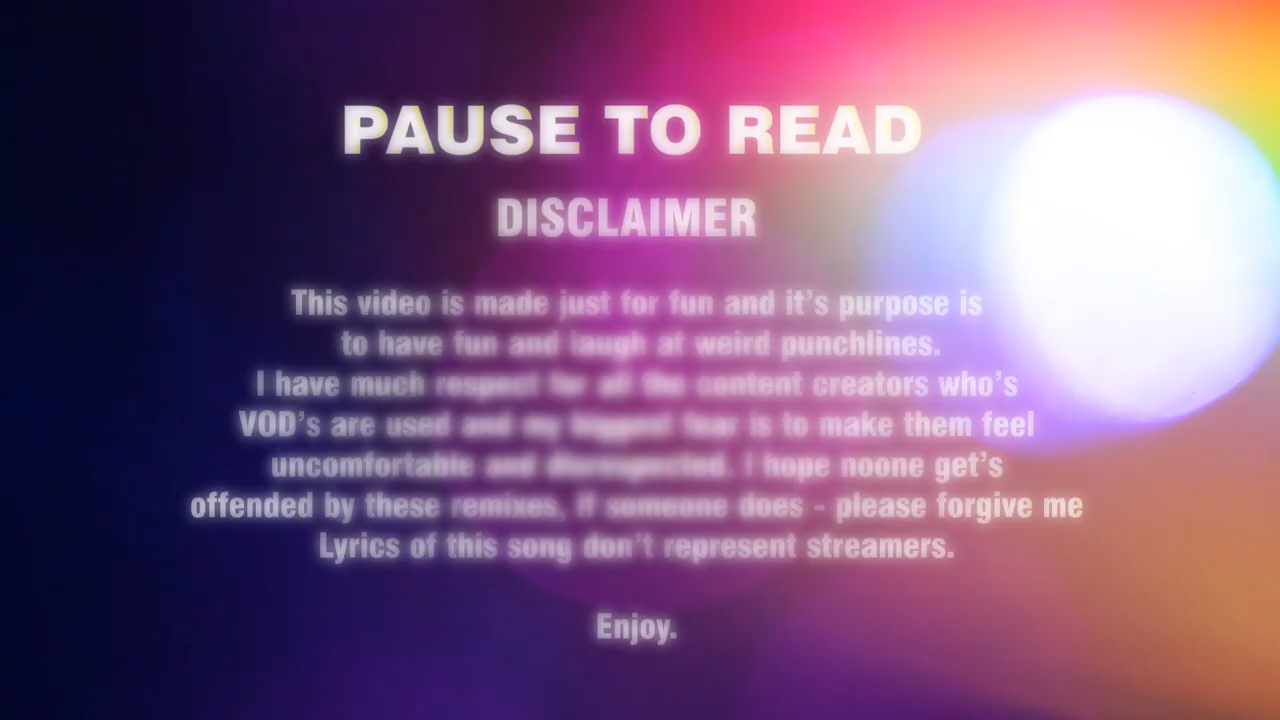 PAUSE TO READ
DISCLAIMER
This video is made just for fun and it's purpose is
to have fun and laugh at weird punchlines.
I have much respect for all the content creators who's
VOD's are used and my biggest fear is to make them feel
uncomfortable and disrespected. I hope noone get's
offended by these remixes, if someone does - please forgive me
Lyrics of this song don't represent streamers.
Enjoy.